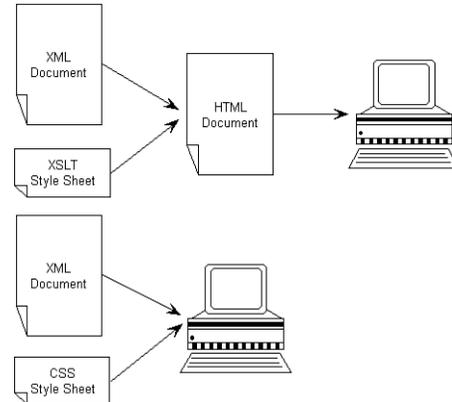 XML
Document
HTML
Document
XSLT
Style Sheet
XML
Document
CSS
Style Sheet